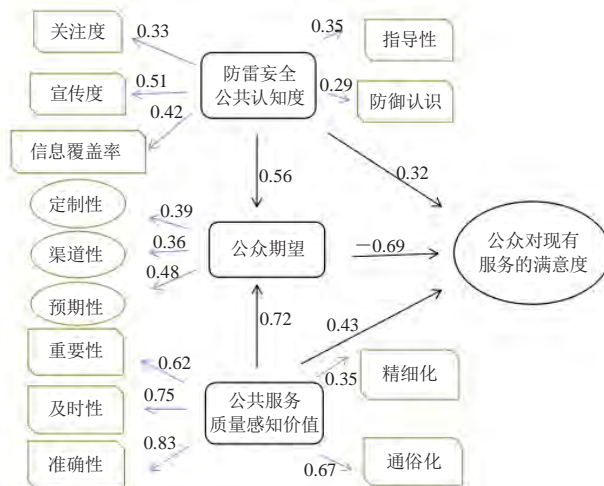 关注度
0.33
0.35
指导性
防雷安全
公共认知度
宣传度
0.51
0.29
防御认识
0.42
信息覆盖率
0.56
0.32
定制性
0.39
渠道性
0.36
公众期望
－0.69
公众对现有
服务的满意度
0.48
预期性
0.72
0.43
重要性
0.62
0.35
精细化
及时性
0.75
公共服务
质量感知价值
准确性
0.83
0.67
通俗化